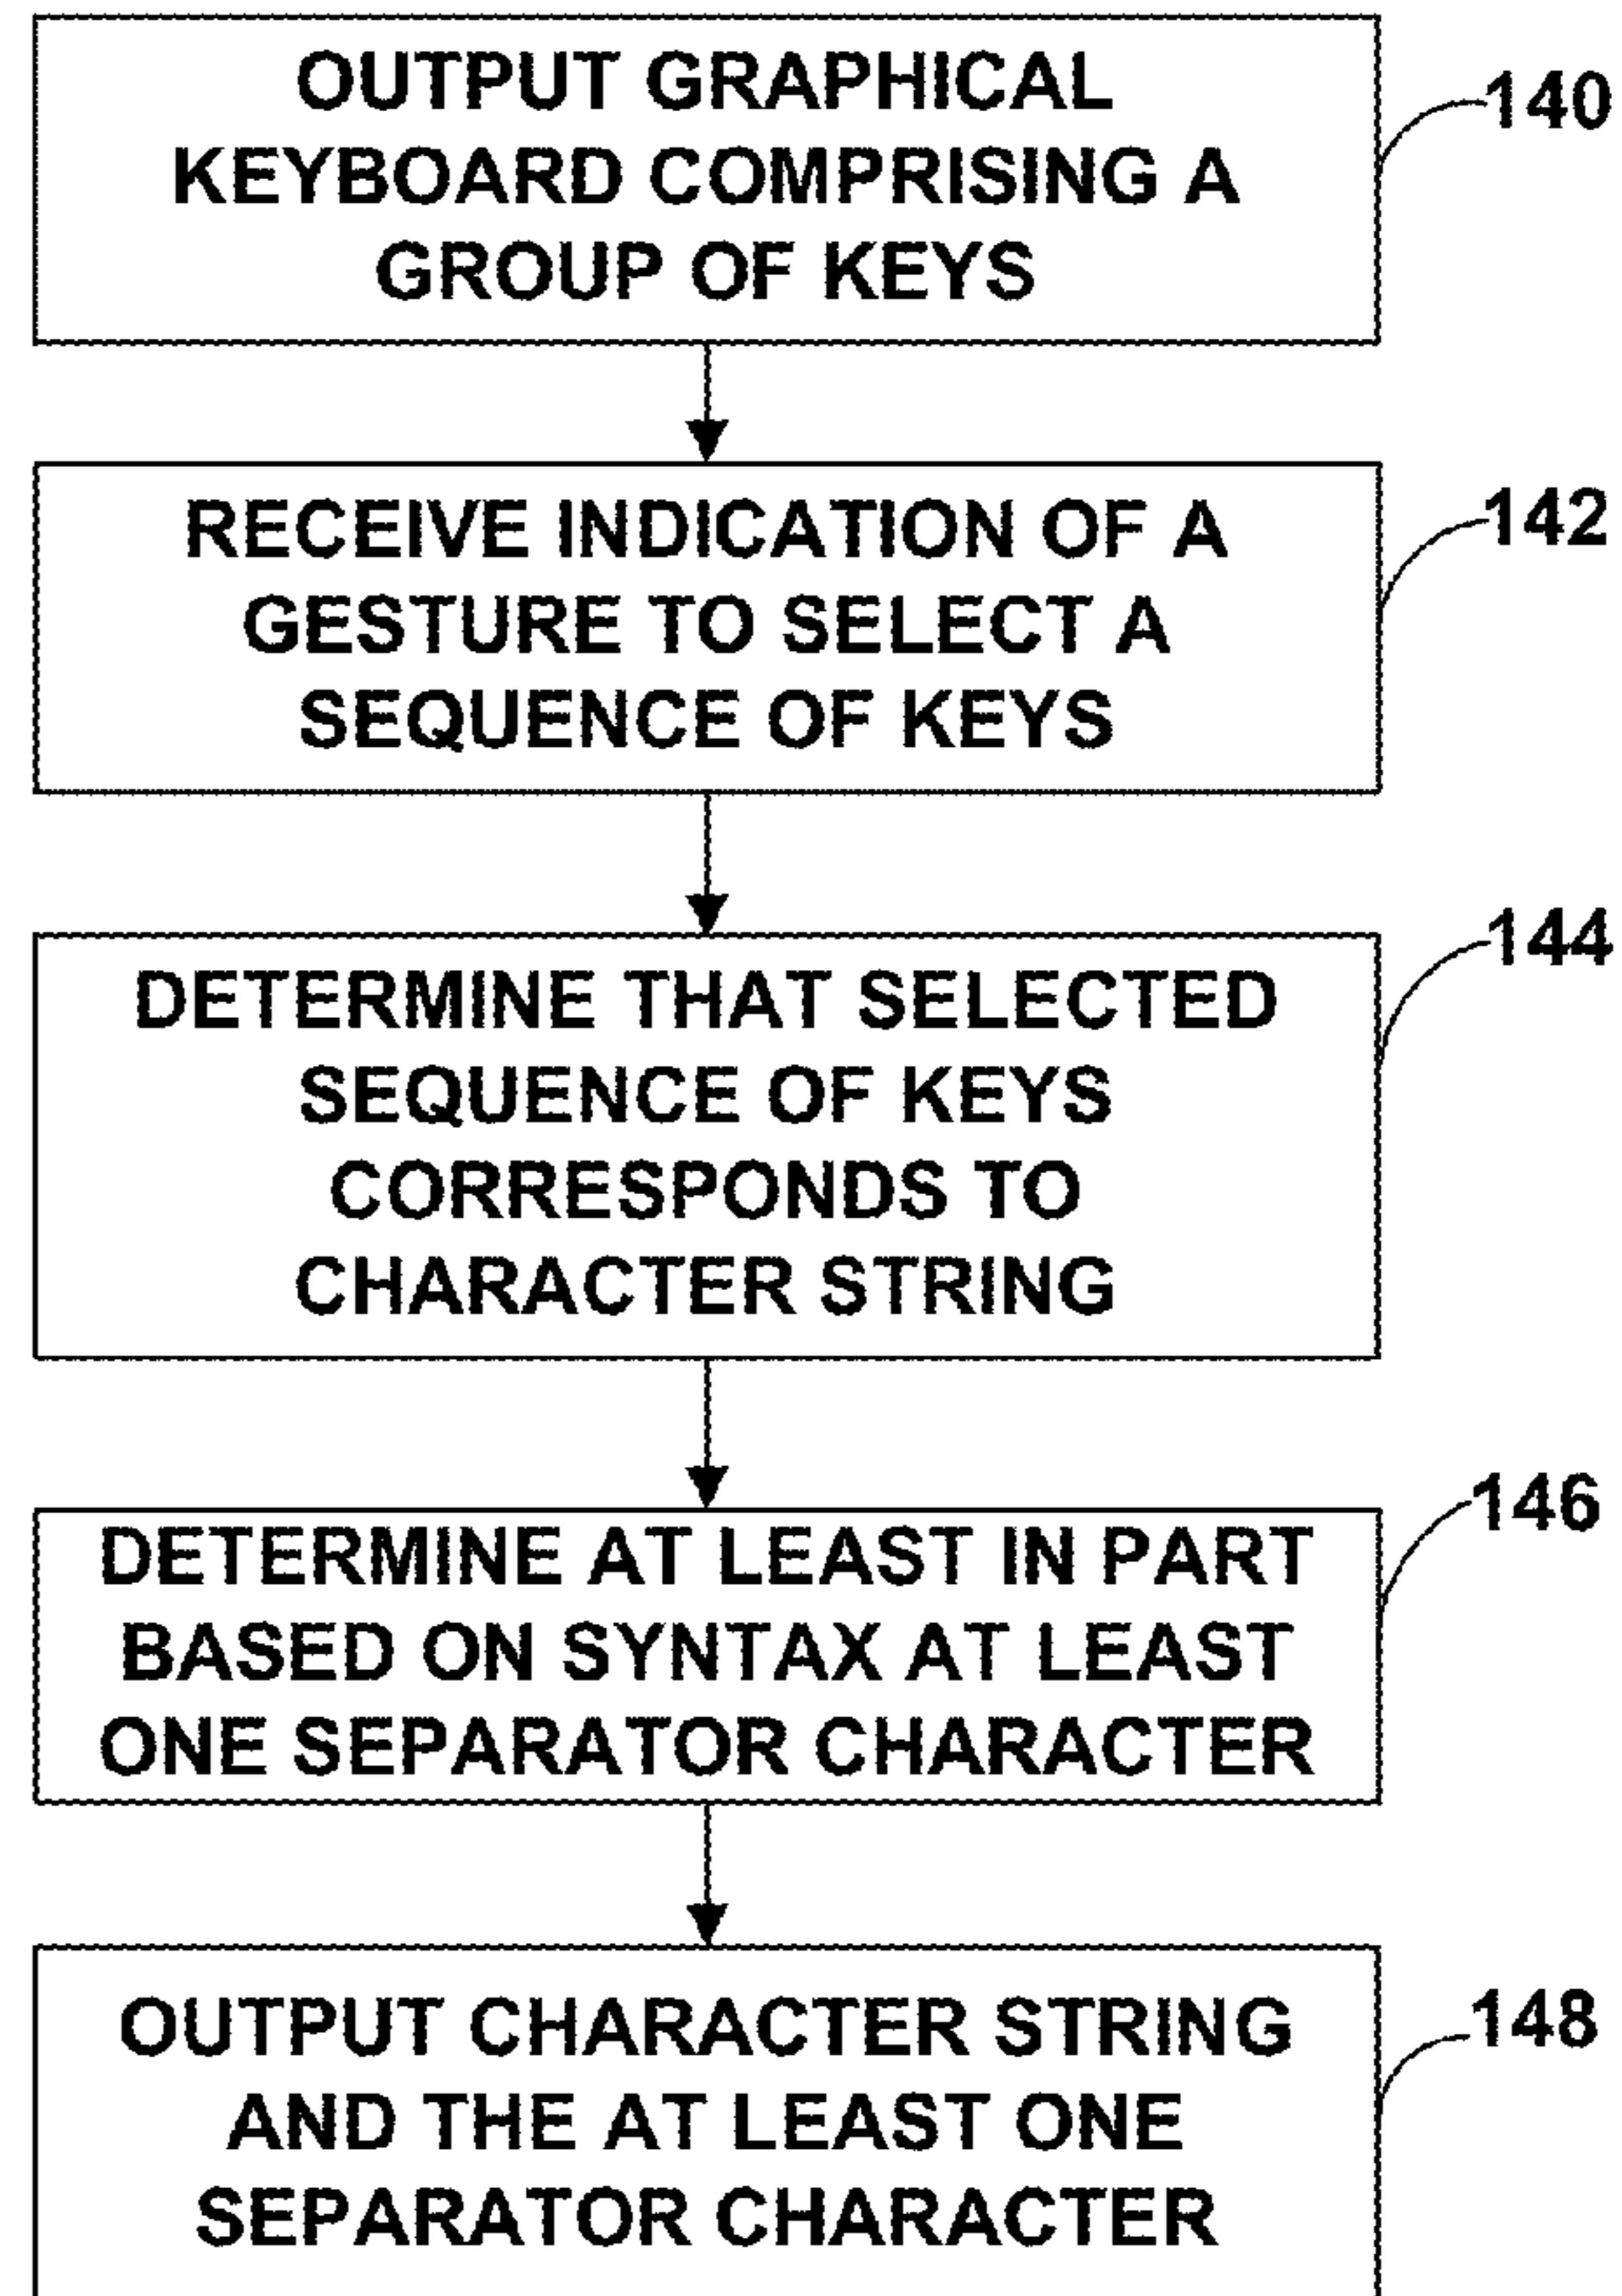 OUTPUT GRAPHICAL
KEYBOARD COMPRISING A
GROUP OF KEYS
140
RECEIVE INDICATION OF A
GESTURE TO SELECT A
SEQUENCE OF KEYS
142
DETERMINE THAT SELECTED
SEQUENCE OF KEYS
CORRESPONDS TO
CHARACTER STRING
144
DETERMINE AT LEAST IN PART
BASED ON SYNTAX AT LEAST
ONE SEPARATOR CHARACTER
146
OUTPUT CHARACTER STRING
AND THE AT LEAST ONE
SEPARATOR CHARACTER
148